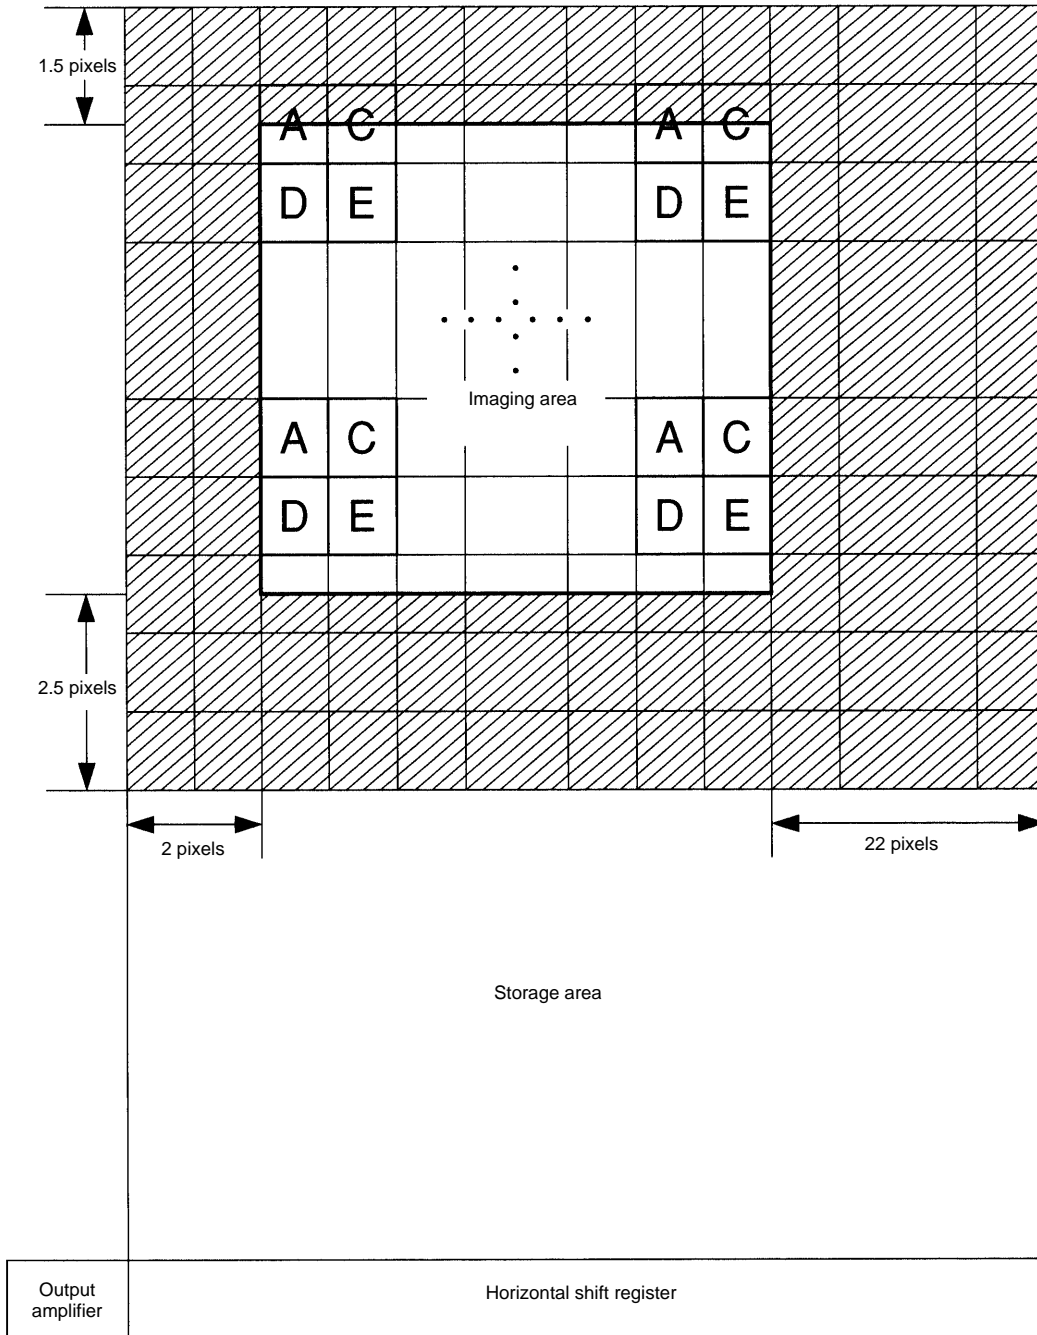 1.5 pixels
A C A C
D E D E
Imaging area
A C A C
D E D E
2.5 pixels
2 pixels
22 pixels
Storage area
Output
amplifier
Horizontal shift register